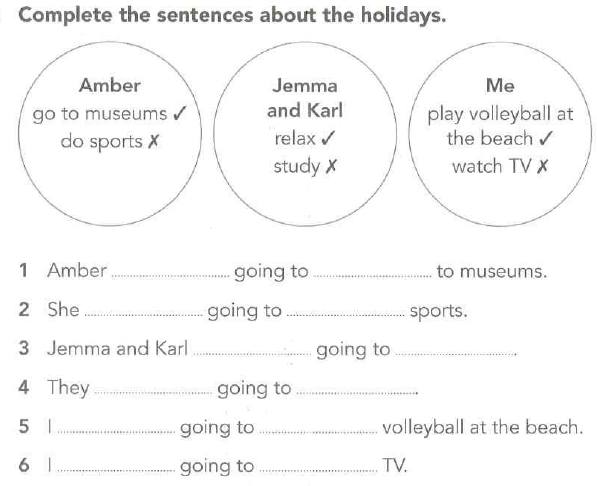 Complete the sentences about the holidays.
Amber
go to museums ✓
do sports ✗
Jemma
and Karl
relax ✓
study ✗
Me
play volleyball at
the beach ✓
watch TV ✗
1 Amber .............................. going to .............................. to museums.
2 She .............................. going to .............................. sports.
3 Jemma and Karl .............................. going to .............................. .
4 They .............................. going to .............................. .
5 I .............................. going to .............................. volleyball at the beach.
6 I .............................. going to .............................. TV.